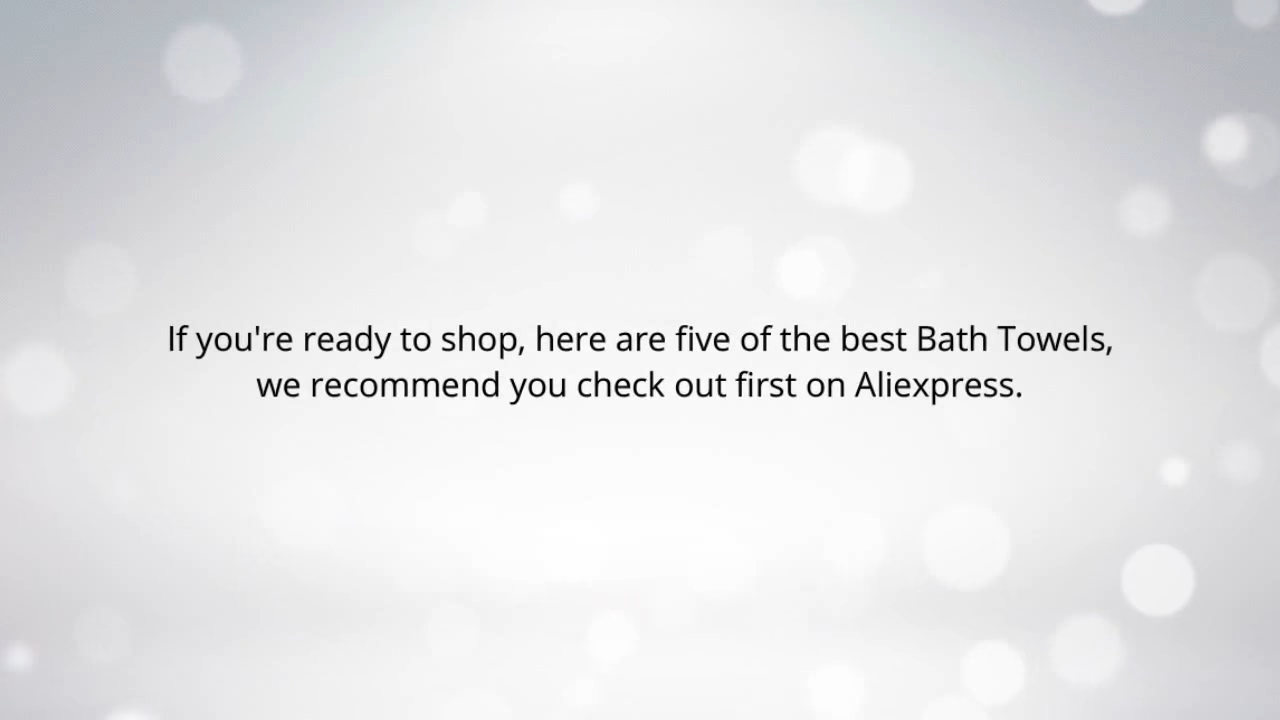 If you're ready to shop, here are five of the best Bath Towels,
we recommend you check out first on Aliexpress.